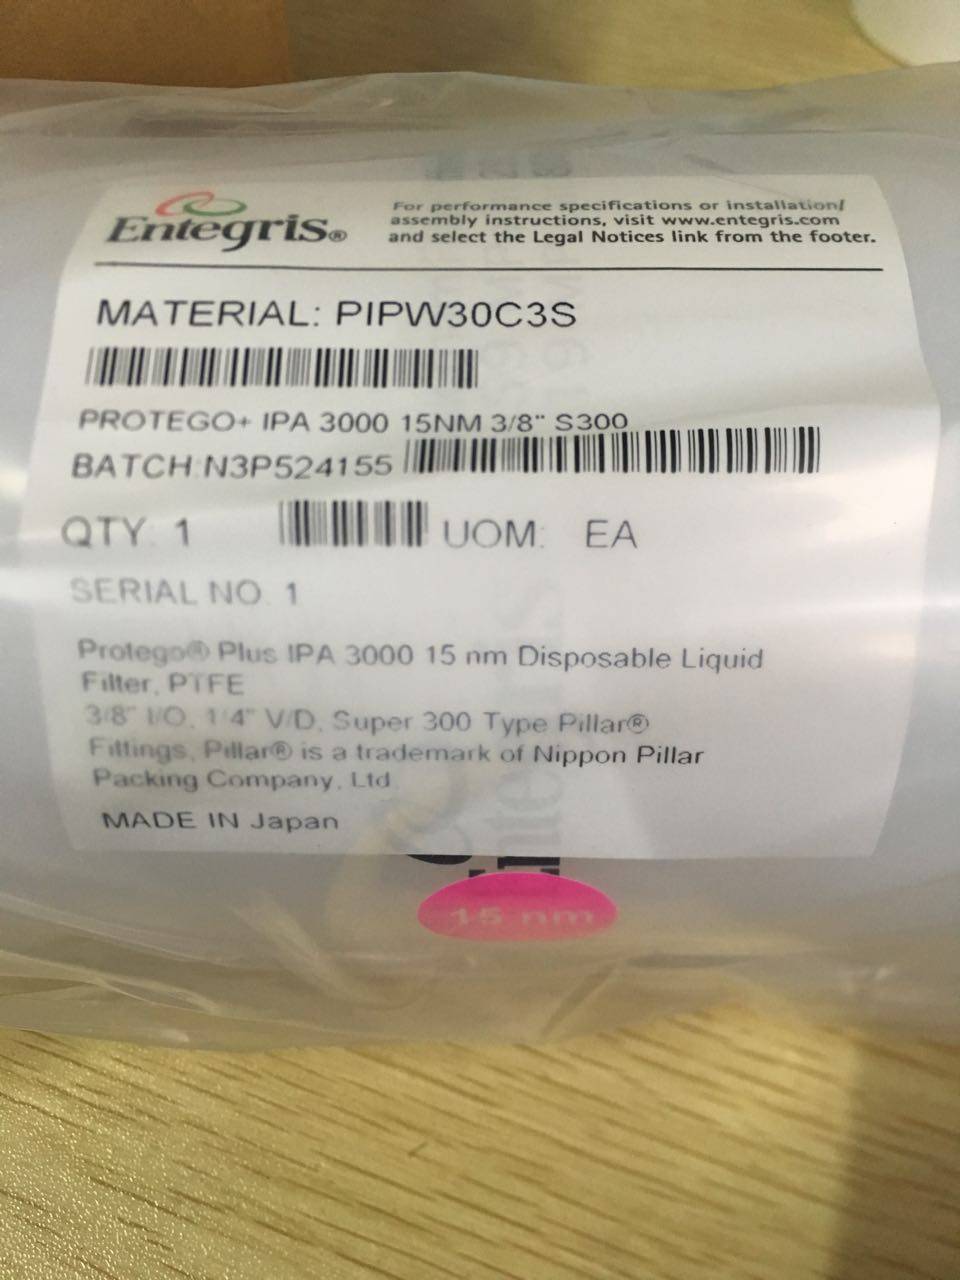 Entegris®
For performance specifications or installation/
assembly instructions, visit www.entegris.com
and select the Legal Notices link from the footer.
MATERIAL: PIPW30C3S
PROTEGO+ IPA 3000 15NM 3/8" S300
BATCH:N3P524155
QTY: 1 UOM: EA
SERIAL NO. 1
Protego® Plus IPA 3000 15 nm Disposable Liquid
Filter, PTFE
3/8" I/O, 1/4" V/D, Super 300 Type Pillar®
Fittings, Pillar® is a trademark of Nippon Pillar
Packing Company, Ltd.
MADE IN Japan
Entegris
15 nm